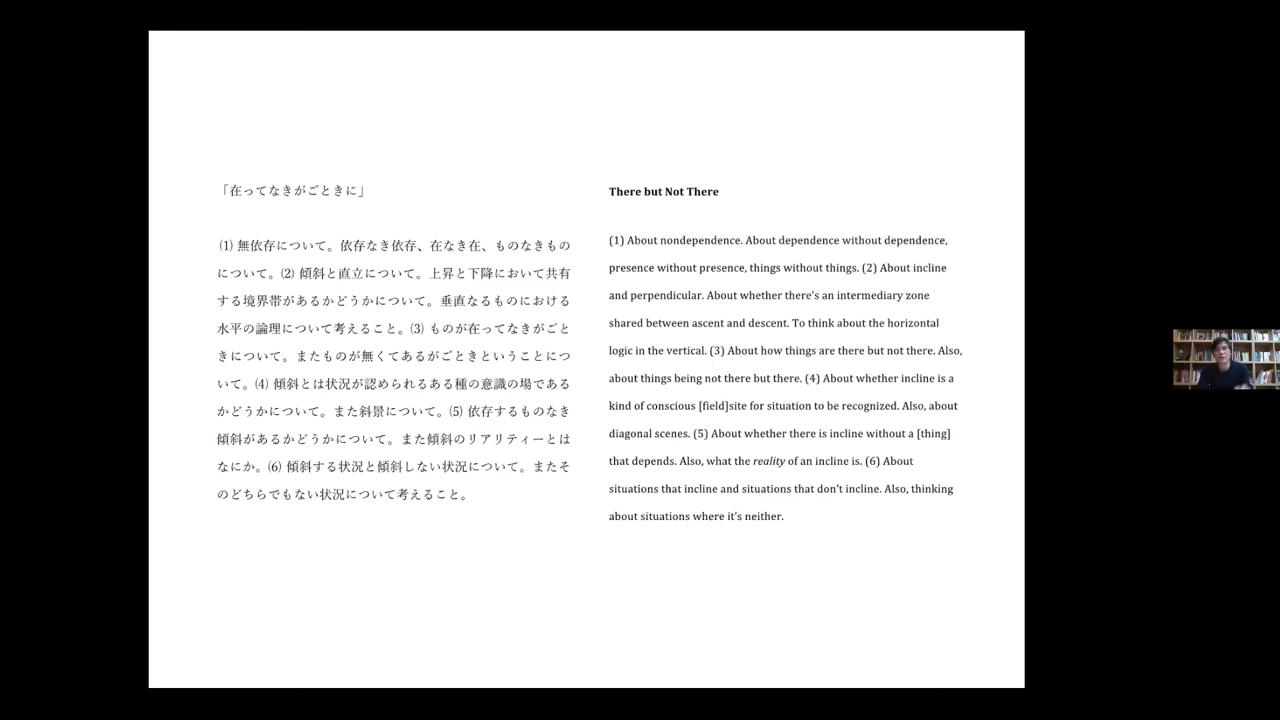 「在ってなきがごときに」
⑴ 無依存について。依存なき依存、在なき在、ものなきもの
について。⑵ 傾斜と直立について。上昇と下降において共有
する境界帯があるかどうかについて。垂直なるものにおける
水平の論理について考えること。⑶ ものが在ってなきがごと
きについて。またものが無くてあるがごときということにつ
いて。⑷ 傾斜とは状況が認められるある種の意識の場である
かどうかについて。また斜景について。⑸ 依存するものなき
傾斜があるかどうかについて。また傾斜のリアリティーとは
なにか。⑹ 傾斜する状況と傾斜しない状況について。またそ
のどちらでもない状況について考えること。
There but Not There
(1) About nondependence. About dependence without dependence,
presence without presence, things without things. (2) About incline
and perpendicular. About whether there’s an intermediary zone
shared between ascent and descent. To think about the horizontal
logic in the vertical. (3) About how things are there but not there. Also,
about things being not there but there. (4) About whether incline is a
kind of conscious [field]site for situation to be recognized. Also, about
diagonal scenes. (5) About whether there is incline without a [thing]
that depends. Also, what the reality of an incline is. (6) About
situations that incline and situations that don’t incline. Also, thinking
about situations where it’s neither.